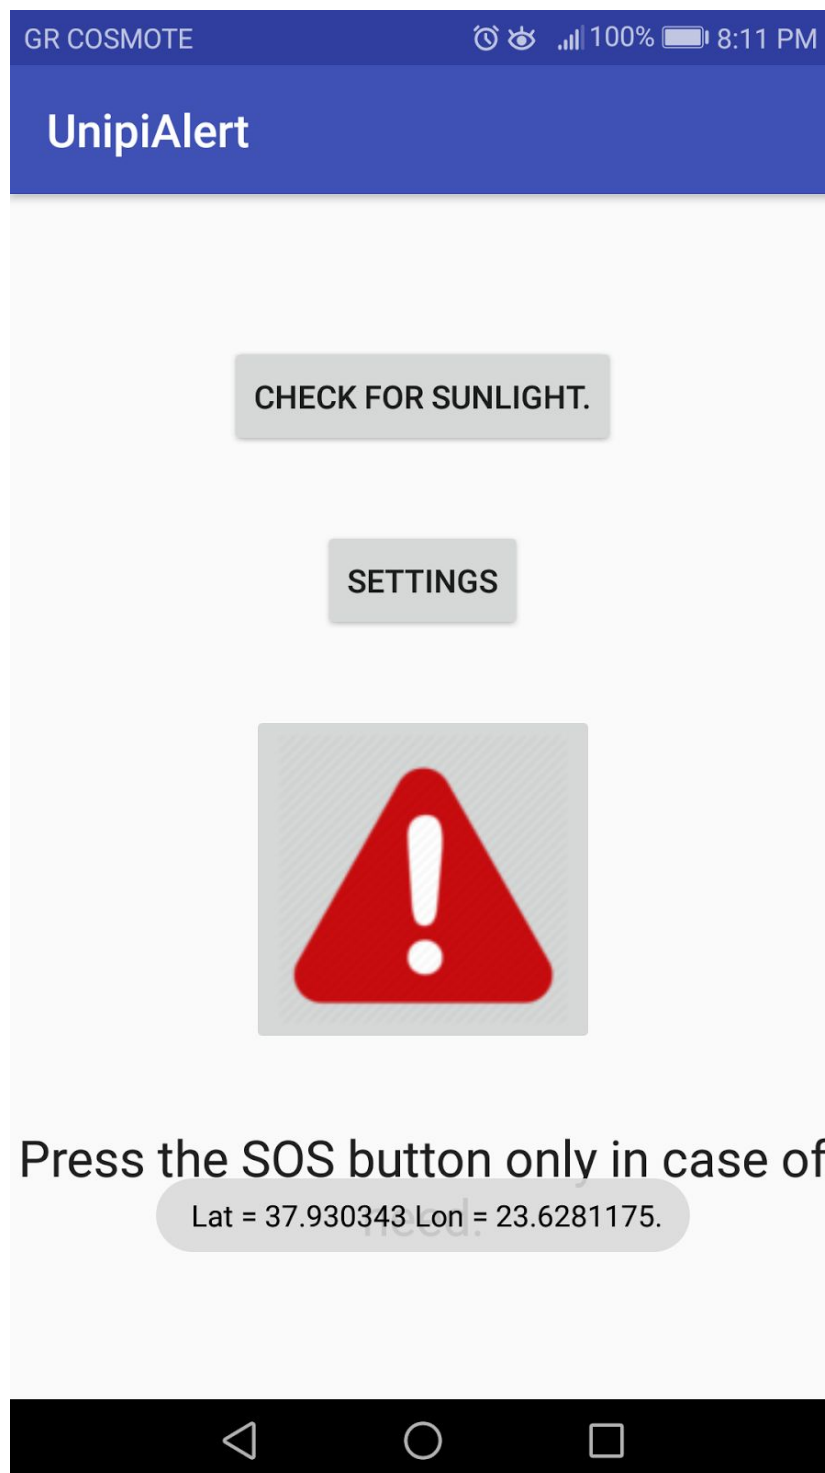 GR COSMOTE 100% 8:11 PM
UnipiAlert
CHECK FOR SUNLIGHT.
SETTINGS
Press the SOS button only in case of
need.
Lat = 37.930343 Lon = 23.6281175.